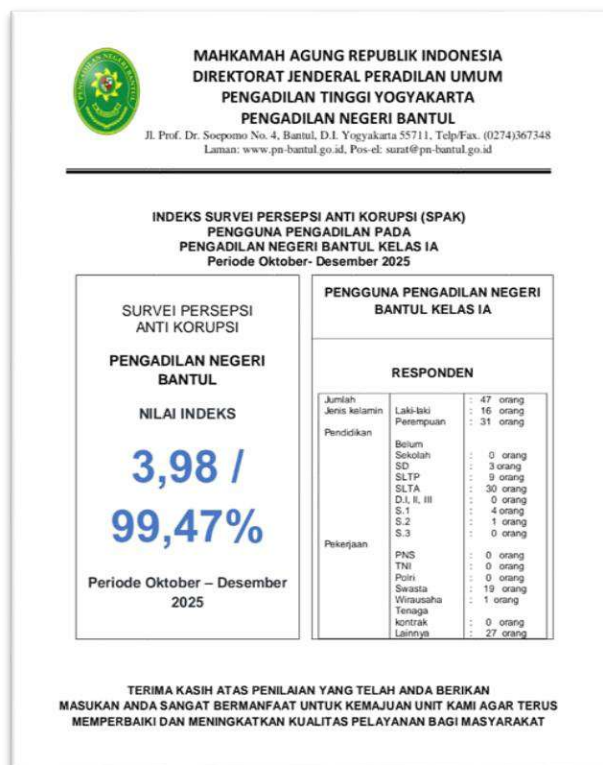 MAHKAMAH AGUNG REPUBLIK INDONESIA
DIREKTORAT JENDERAL PERADILAN UMUM
PENGADILAN TINGGI YOGYAKARTA
PENGADILAN NEGERI BANTUL
Jl. Prof. Dr. Soepomo No. 4, Bantul, D.I. Yogyakarta 55711, Telp/Fax. (0274)367348
Laman: www.pn-bantul.go.id, Pos-el: surat@pn-bantul.go.id
PENGADILAN NEGERI BANTUL
INDEKS SURVEI PERSEPSI ANTI KORUPSI (SPAK)
PENGGUNA PENGADILAN PADA
PENGADILAN NEGERI BANTUL KELAS IA
Periode Oktober- Desember 2025
SURVEI PERSEPSI
ANTI KORUPSI
PENGADILAN NEGERI
BANTUL
NILAI INDEKS
3,98 /
99,47%
Periode Oktober – Desember
2025
PENGGUNA PENGADILAN NEGERI
BANTUL KELAS IA
RESPONDEN
Jumlah : 47 orang
Jenis kelamin Laki-laki : 16 orang
Perempuan : 31 orang
Pendidikan
Belum
Sekolah : 0 orang
SD : 3 orang
SLTP : 9 orang
SLTA : 30 orang
D.I, II, III : 0 orang
S.1 : 4 orang
S.2 : 1 orang
S.3 : 0 orang
Pekerjaan
PNS : 0 orang
TNI : 0 orang
Polri : 0 orang
Swasta : 19 orang
Wirausaha : 1 orang
Tenaga
kontrak : 0 orang
Lainnya : 27 orang
TERIMA KASIH ATAS PENILAIAN YANG TELAH ANDA BERIKAN
MASUKAN ANDA SANGAT BERMANFAAT UNTUK KEMAJUAN UNIT KAMI AGAR TERUS
MEMPERBAIKI DAN MENINGKATKAN KUALITAS PELAYANAN BAGI MASYARAKAT